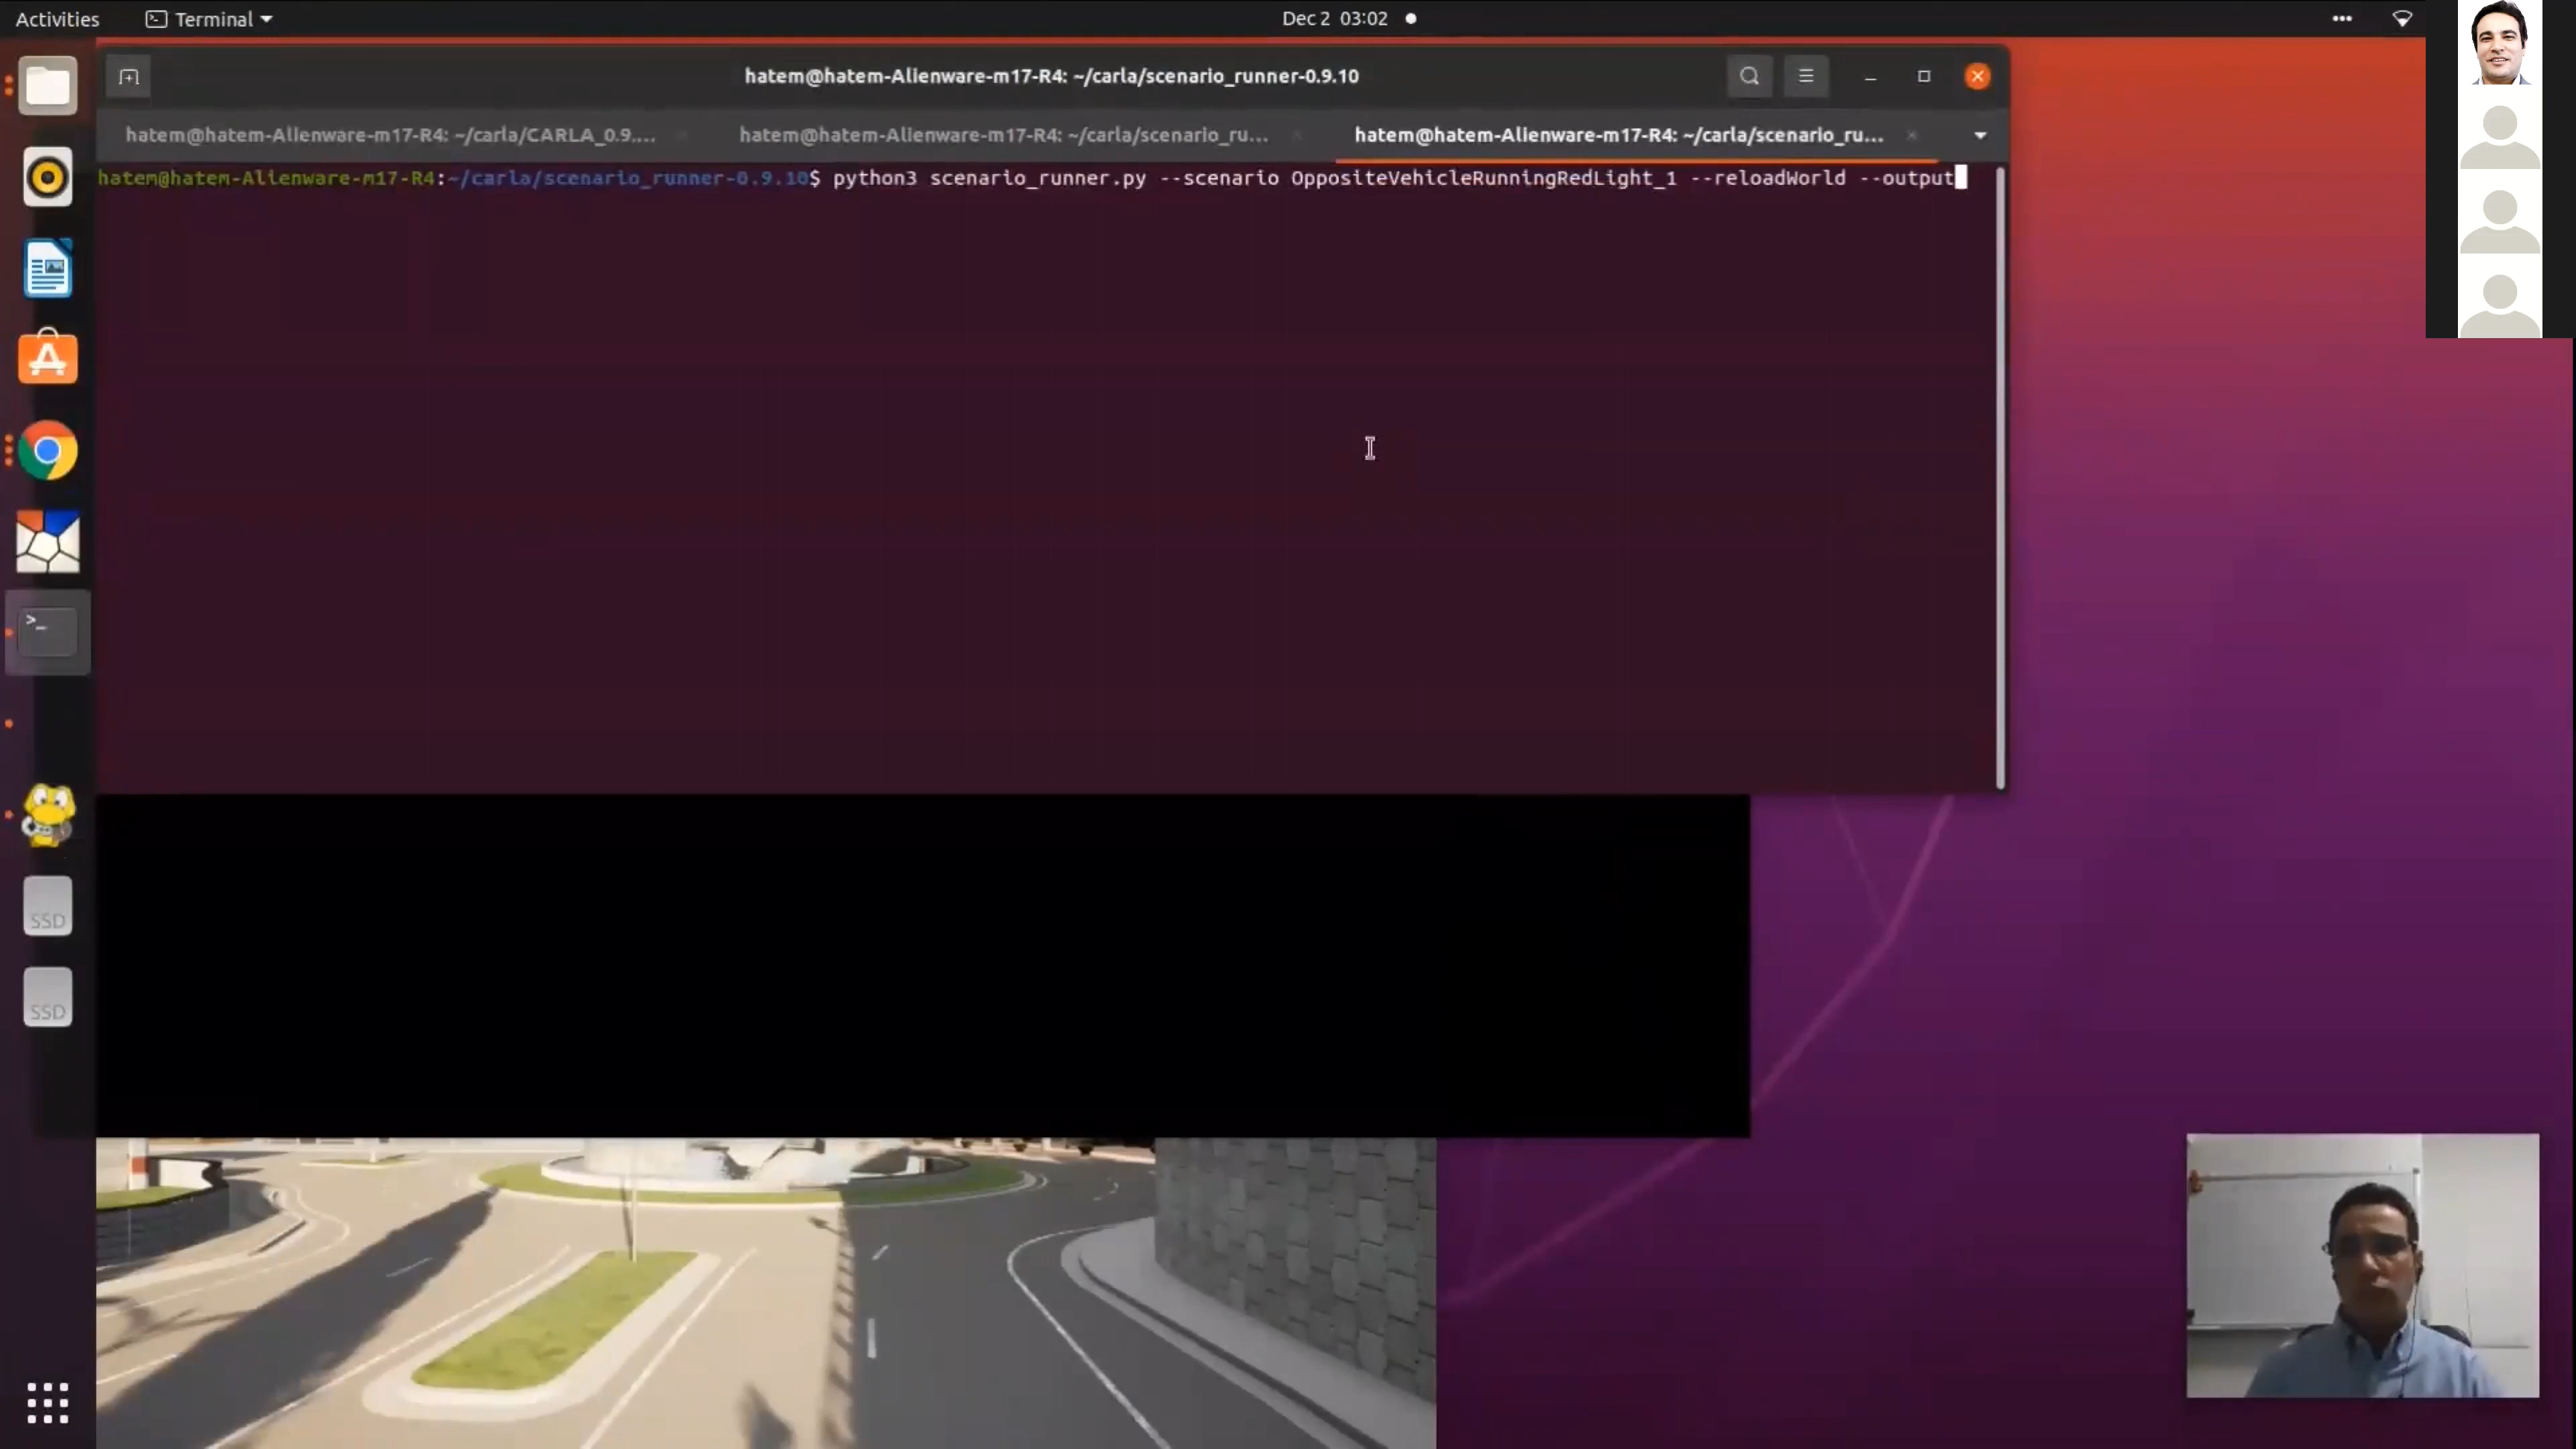 Activities
Terminal
Dec 2 03:02
hatem@hatem-Alienware-m17-R4: ~/carla/scenario_runner-0.9.10
hatem@hatem-Alienware-m17-R4: ~/carla/CARLA_0.9....
hatem@hatem-Alienware-m17-R4: ~/carla/scenario_ru...
hatem@hatem-Alienware-m17-R4: ~/carla/scenario_ru...
hatem@hatem-Alienware-m17-R4:~/carla/scenario_runner-0.9.10$ python3 scenario_runner.py --scenario OppositeVehicleRunningRedLight_1 --reloadWorld --output
SSD
SSD